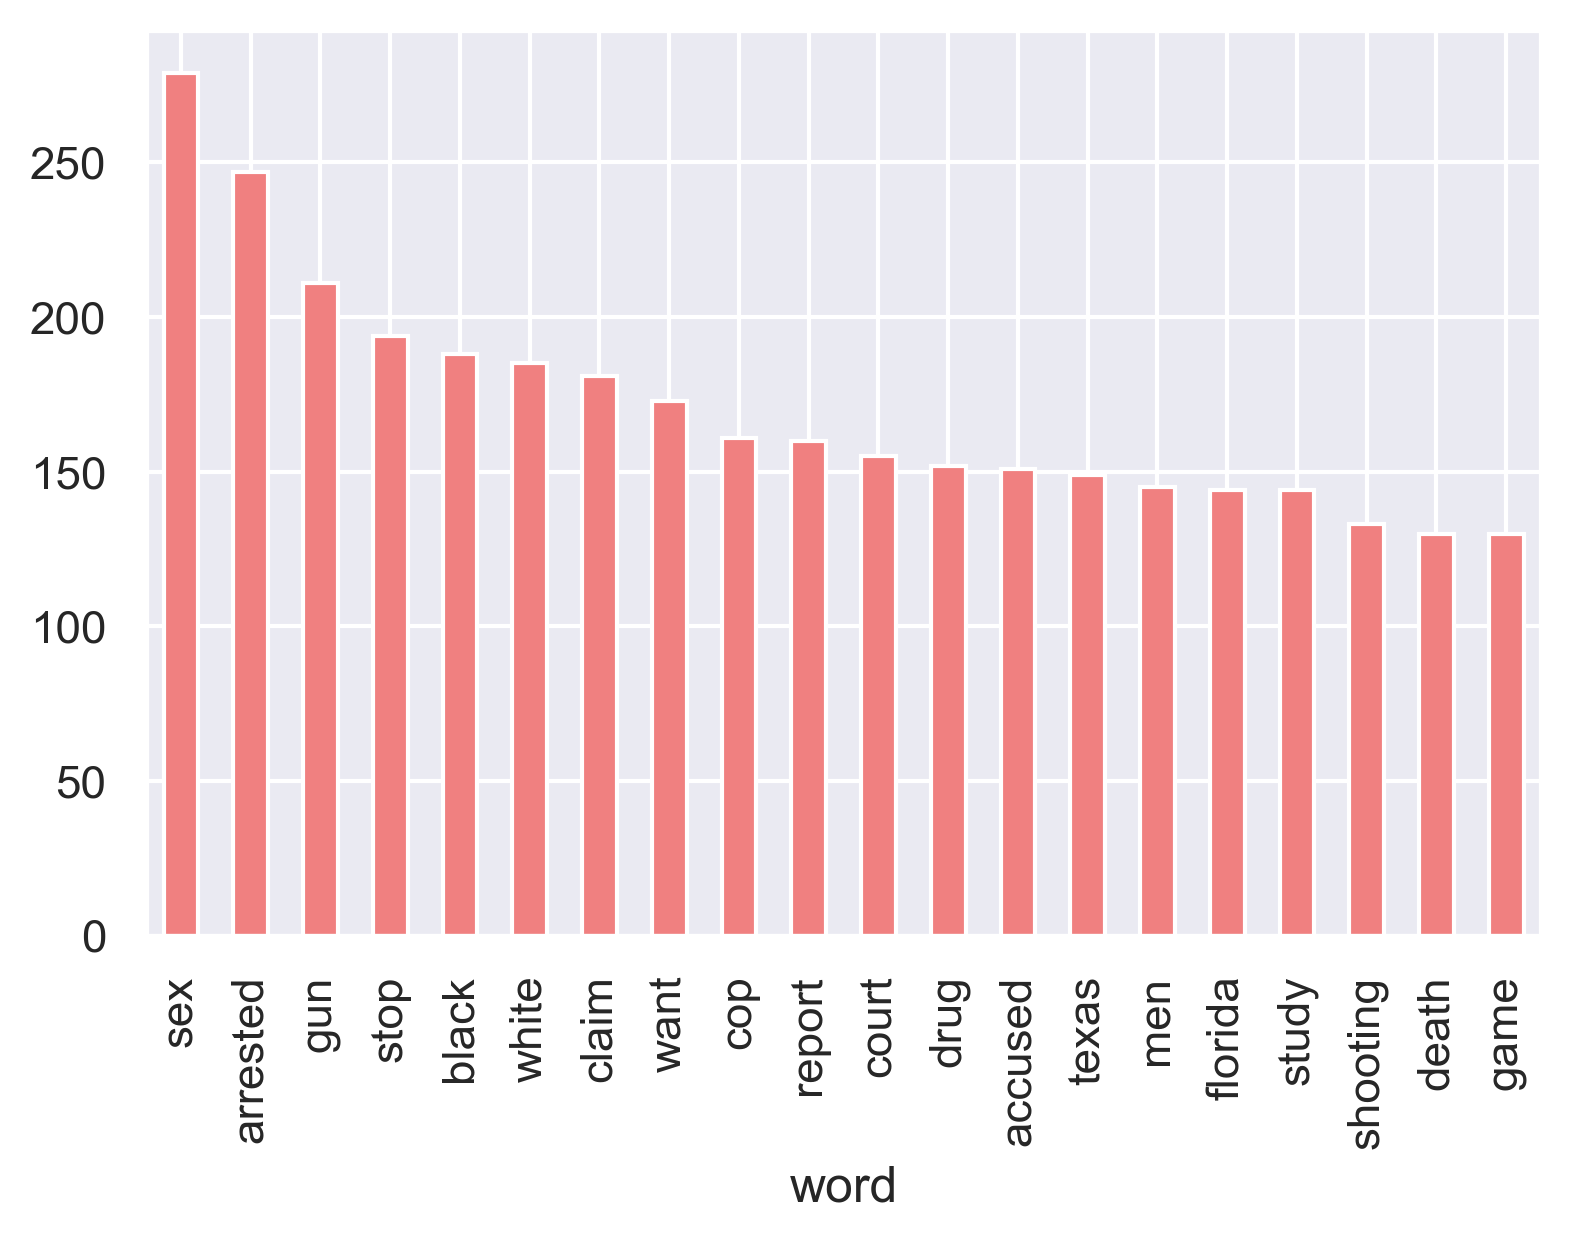 250
200
150
100
50
0
sex
arrested
gun
stop
black
white
claim
want
cop
report
court
drug
accused
texas
men
florida
study
shooting
death
game
word